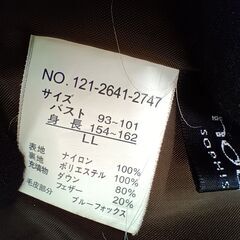 NO. 121-2641-2747
サイズ
バスト 93~101
身長 154~162
LL
表地 ナイロン 100%
裏地 ポリエステル 100%
充填物 ダウン 80%
フェザー 20%
毛皮部分 ブルーフォックス
SOPHIS